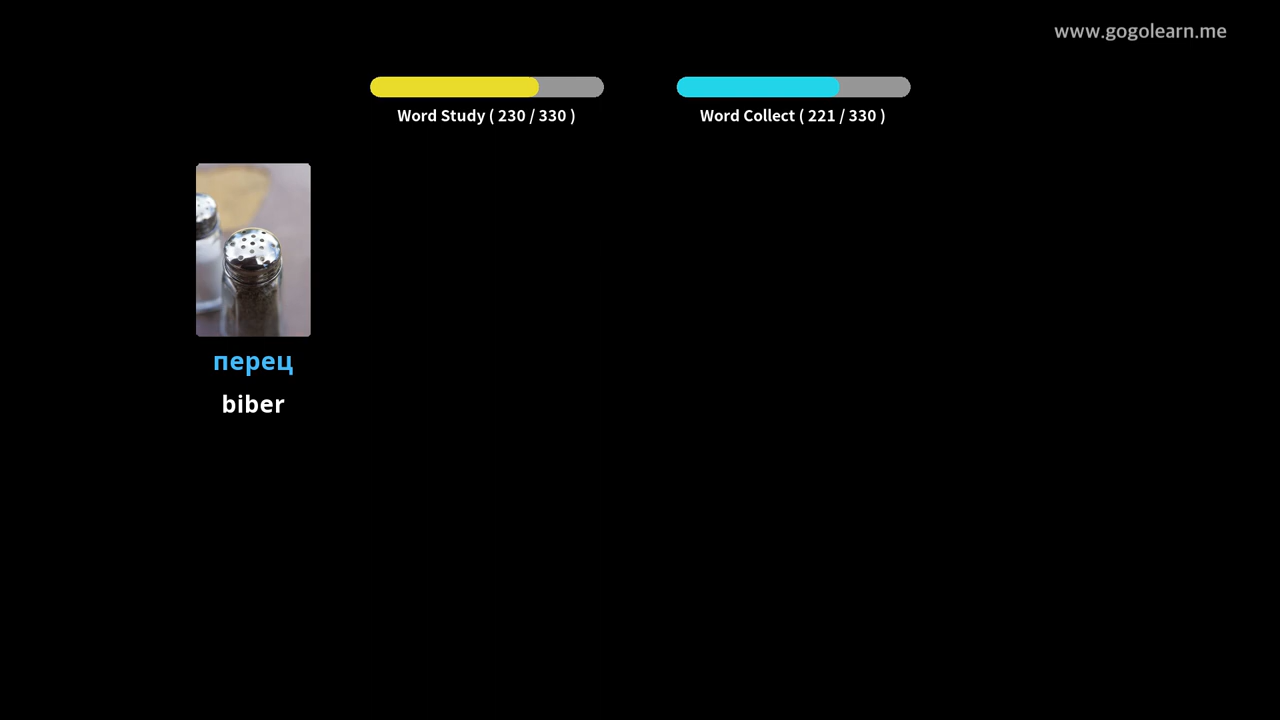 www.gogolearn.me
Word Study ( 230 / 330 )
Word Collect ( 221 / 330 )
перец
biber